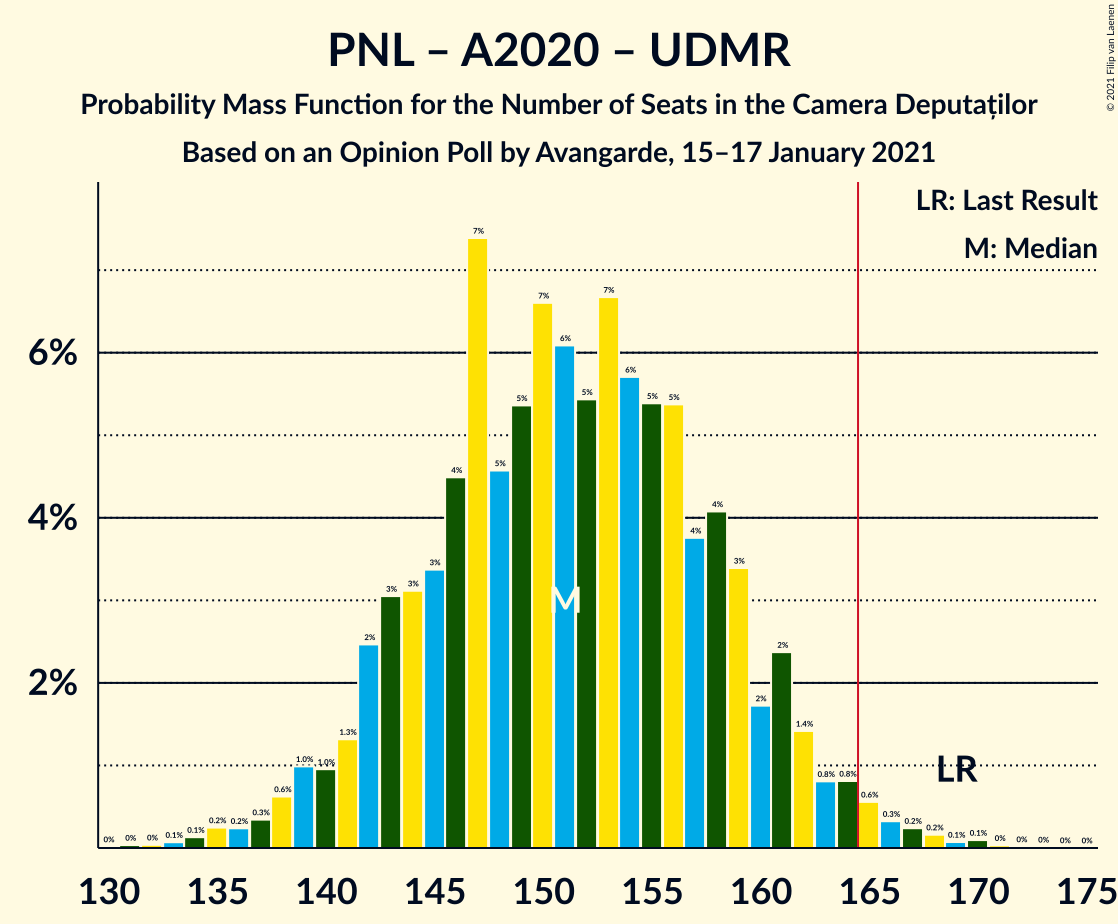 PNL – A2020 – UDMR
Probability Mass Function for the Number of Seats in the Camera Deputaților
Based on an Opinion Poll by Avangarde, 15–17 January 2021
© 2021 Filip van Laenen
LR: Last Result
M: Median
6%
4%
2%
0% 0% 0% 0.1% 0.1% 0.2% 0.2% 0.3% 0.6% 1.0% 1.0% 1.3% 2% 3% 3% 3% 4% 7% 5% 5% 7% 6% 5% 7% 6% 5% 5% 4% 4% 3% 2% 2% 1.4% 0.8% 0.8% 0.6% 0.3% 0.2% 0.2% 0.1% 0.1% 0% 0% 0% 0% 0%
M
LR
130 135 140 145 150 155 160 165 170 175